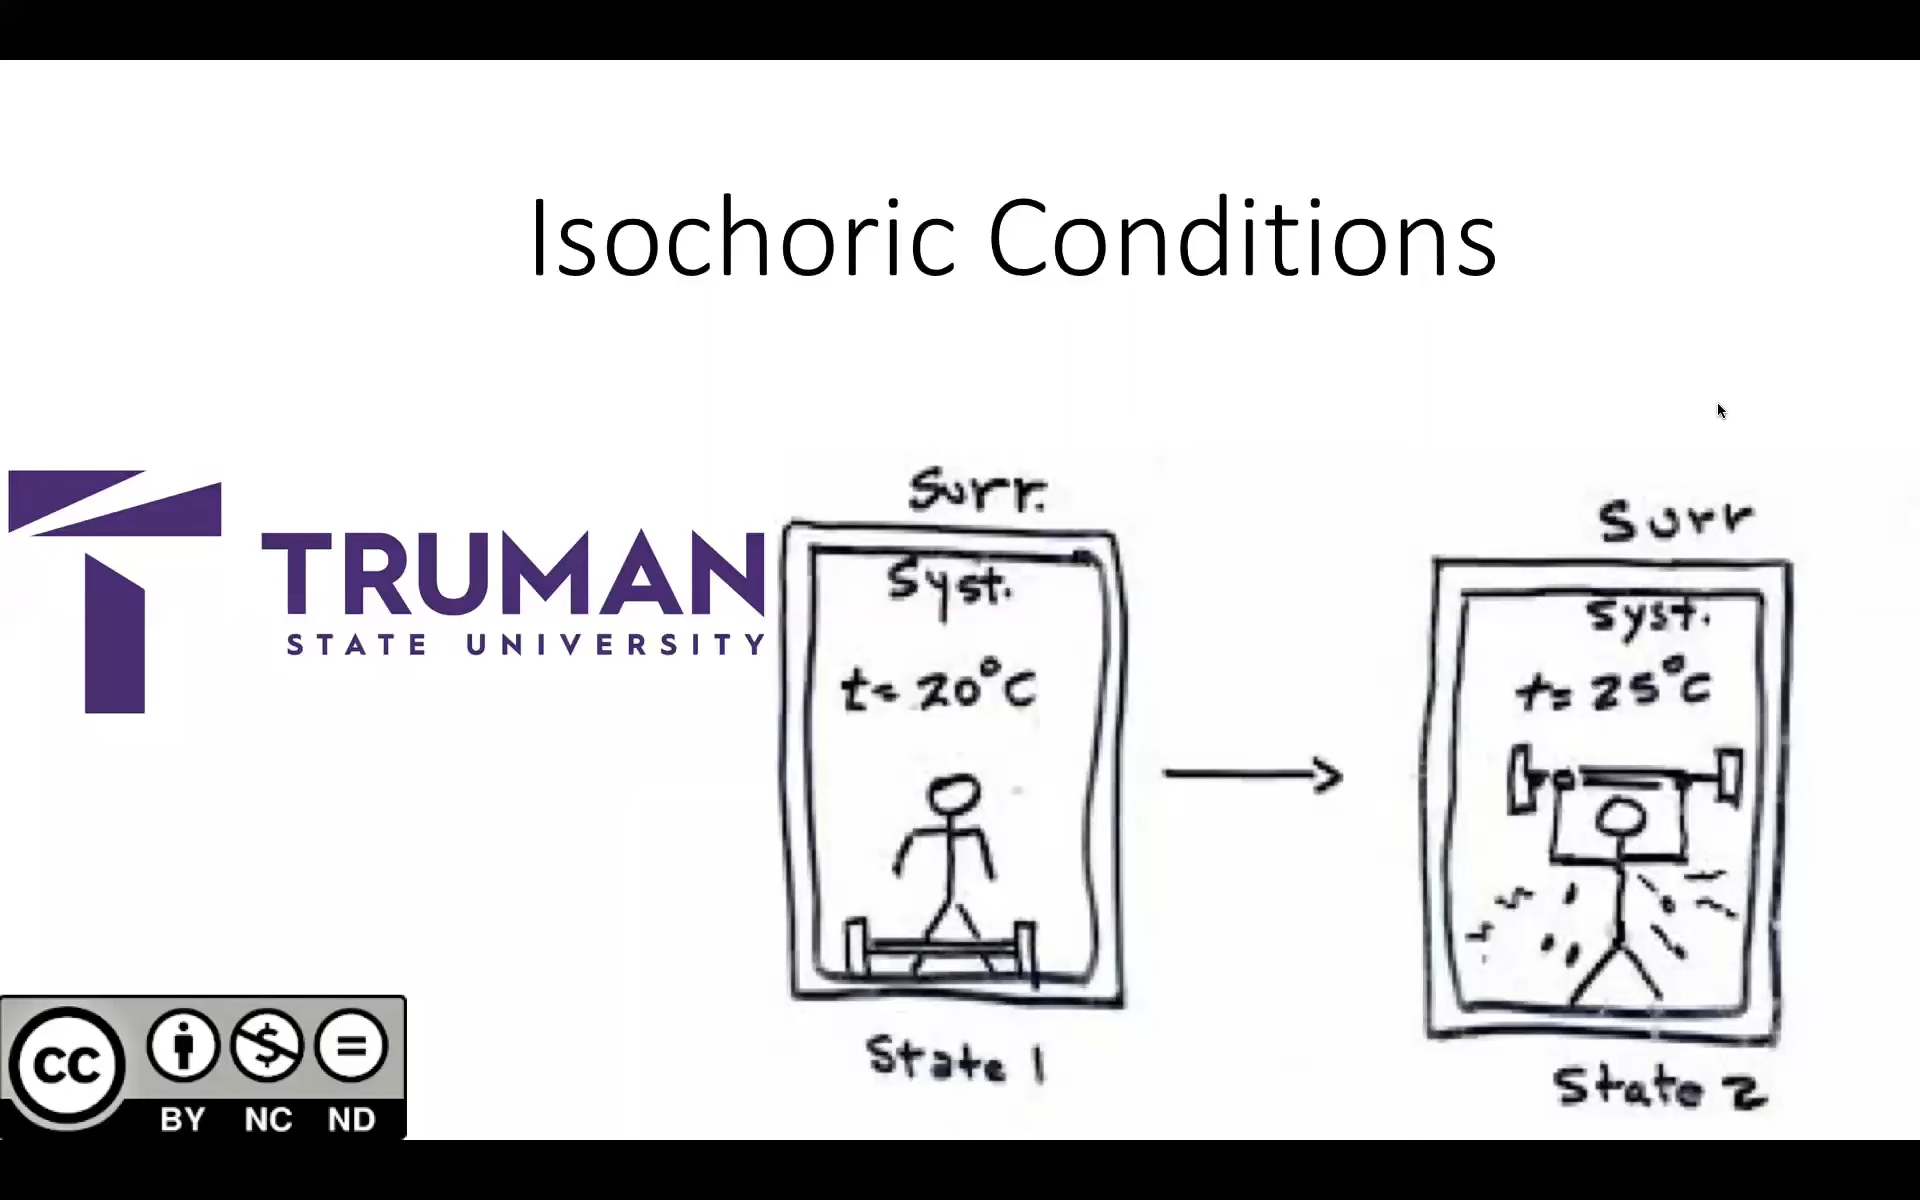 Isochoric Conditions
TRUMAN
STATE UNIVERSITY
Surr.
Syst.
t= 20°C
State 1
Surr
Syst.
t= 25°C
State 2
cc
BY NC ND